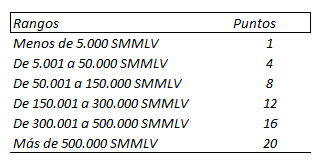 Rangos Puntos
Menos de 5.000 SMMLV 1
De 5.001 a 50.000 SMMLV 4
De 50.001 a 150.000 SMMLV 8
De 150.001 a 300.000 SMMLV 12
De 300.001 a 500.000 SMMLV 16
Más de 500.000 SMMLV 20